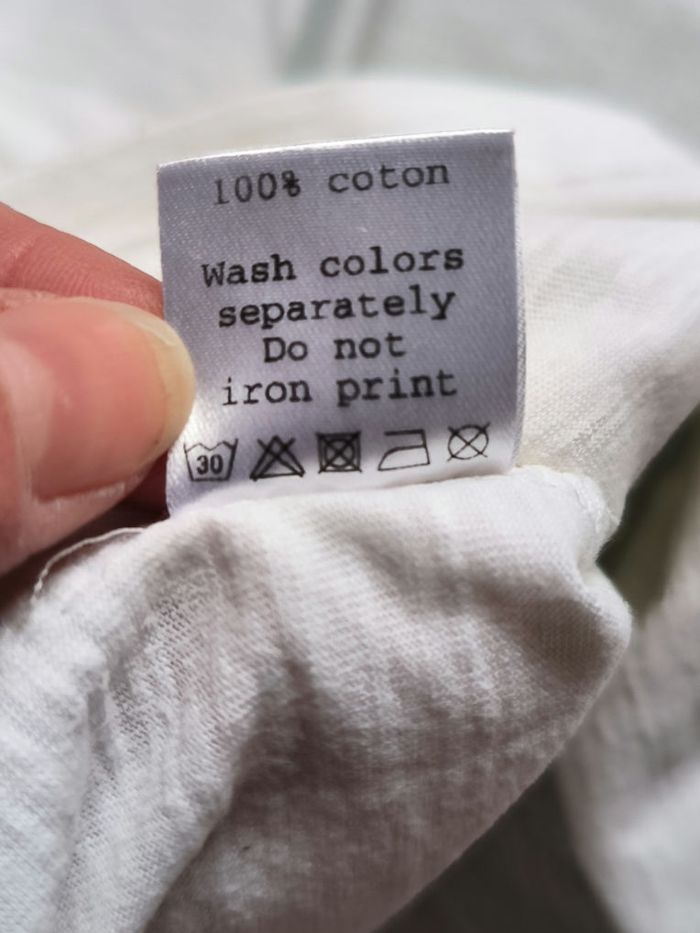 100% coton
Wash colors
separately
Do not
iron print
30